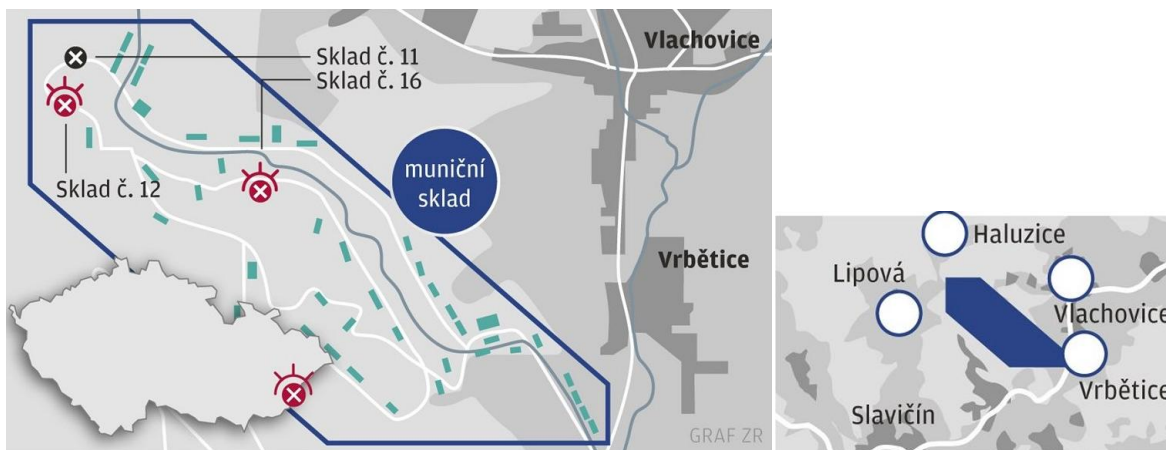 Vlachovice
Sklad č. 11
Sklad č. 16
Sklad č. 12
muniční
sklad
Vrbětice
GRAF ZR
Haluzice
Lipová
Vlachovice
Vrbětice
Slavičín